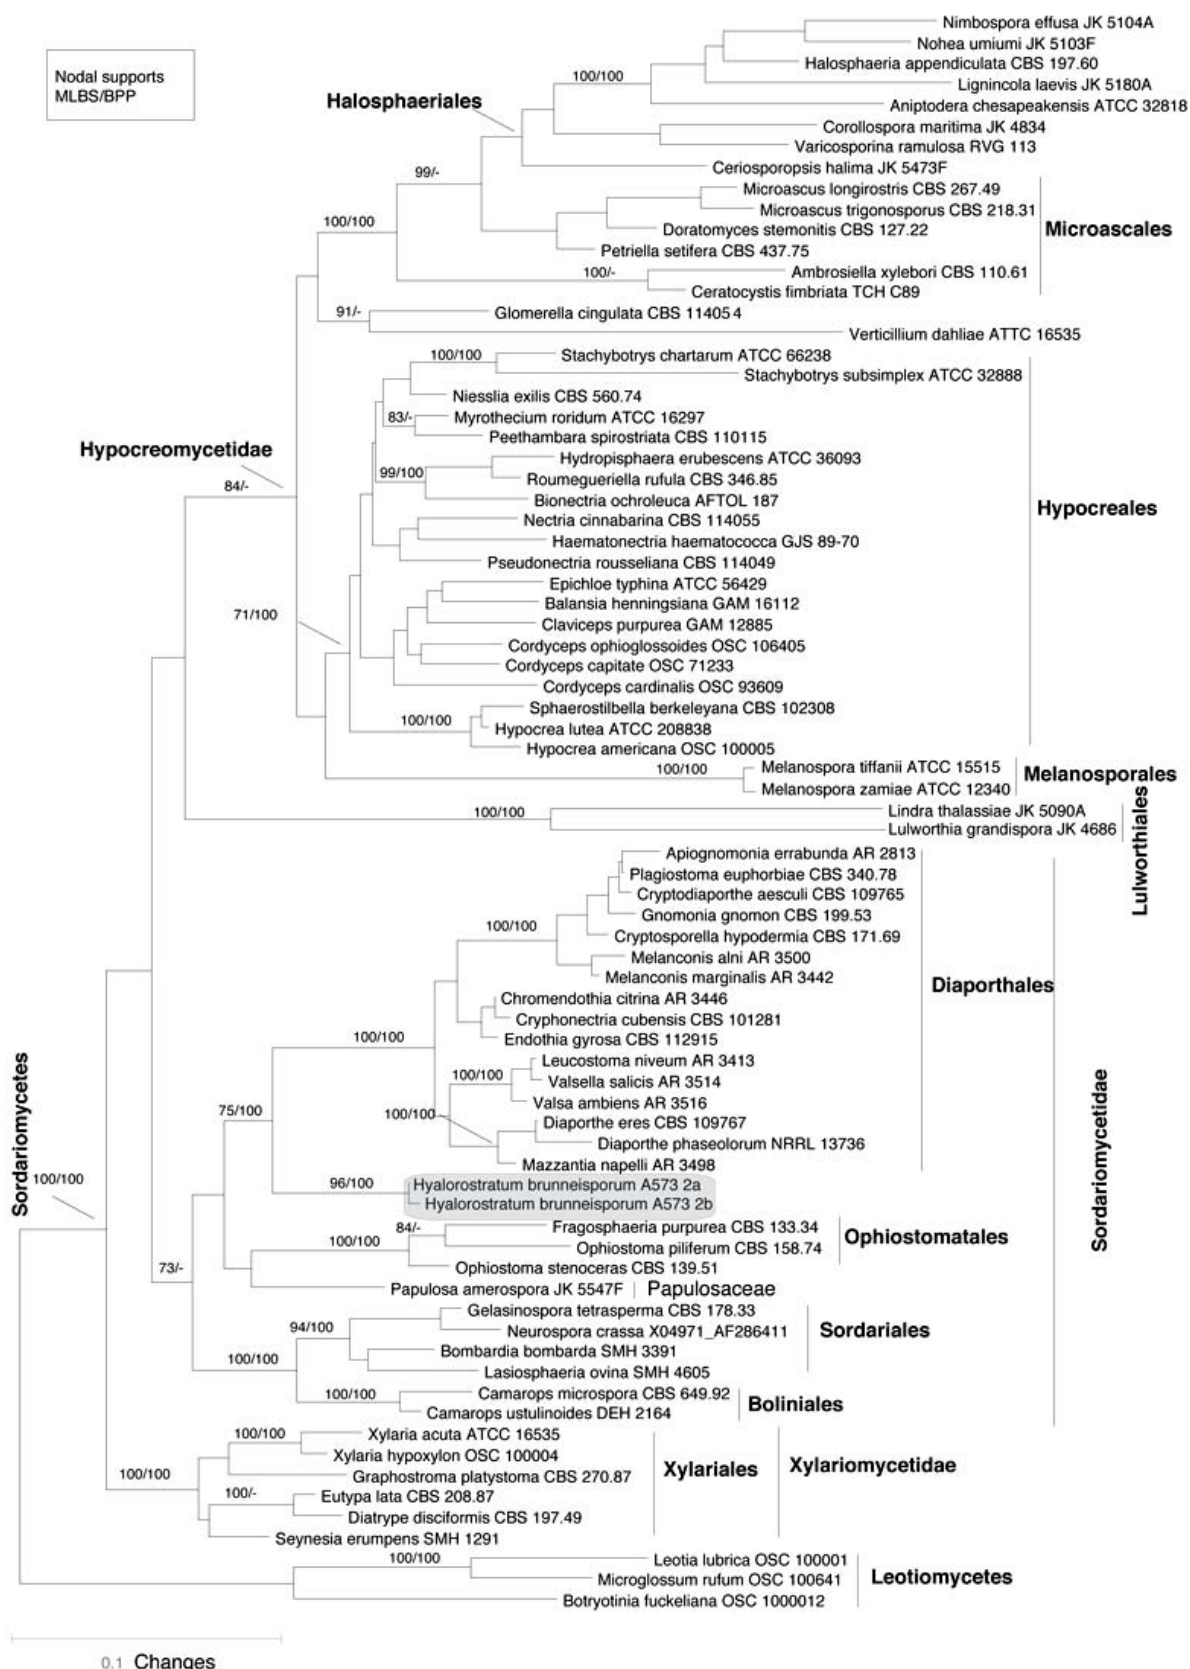 Nodal supports
MLBS/BPP
Nimbospora effusa JK 5104A
Nohea umiumi JK 5103F
Halosphaeria appendiculata CBS 197.60
100/100
Lignincola laevis JK 5180A
Halosphaeriales
Aniptodera chesapeakensis ATCC 32818
Corollospora maritima JK 4834
Varicosporina ramulosa RVG 113
Ceriosporopsis halima JK 5473F
99/-
Microascus longirostris CBS 267.49
Microascus trigonosporus CBS 218.31
100/100
Doratomyces stemonitis CBS 127.22
Microascales
Petriella setifera CBS 437.75
100/-
Ambrosiella xylebori CBS 110.61
Ceratocystis fimbriata TCH C89
91/-
Glomerella cingulata CBS 114054
Verticillium dahliae ATTC 16535
100/100
Stachybotrys chartarum ATCC 66238
Stachybotrys subsimplex ATCC 32888
Niesslia exilis CBS 560.74
83/-
Myrothecium roridum ATCC 16297
Peethambara spirostriata CBS 110115
Hypocreomycetidae
Hydropisphaera erubescens ATCC 36093
99/100
Roumegueriella rufula CBS 346.85
84/-
Bionectria ochroleuca AFTOL 187
Hypocreales
Nectria cinnabarina CBS 114055
Haematonectria haematococca GJS 89-70
Pseudonectria rousseliana CBS 114049
Epichloe typhina ATCC 56429
Balansia henningsiana GAM 16112
71/100
Claviceps purpurea GAM 12885
Cordyceps ophioglossoides OSC 106405
Cordyceps capitate OSC 71233
Cordyceps cardinalis OSC 93609
Sphaerostilbella berkeleyana CBS 102308
100/100
Hypocrea lutea ATCC 208838
Hypocrea americana OSC 100005
100/100
Melanospora tiffanii ATCC 15515
Melanosporales
Melanospora zamiae ATCC 12340
100/100
Lindra thalassiae JK 5090A
Lulworthia grandispora JK 4686
Lulworthiales
Apiognomonia errabunda AR 2813
Plagiostoma euphorbiae CBS 340.78
Cryptodiaporthe aesculi CBS 109765
Gnomonia gnomon CBS 199.53
100/100
Cryptosporella hypodermia CBS 171.69
Melanconis alni AR 3500
Melanconis marginalis AR 3442
Diaporthales
Chromendothia citrina AR 3446
Cryphonectria cubensis CBS 101281
100/100
Endothia gyrosa CBS 112915
Leucostoma niveum AR 3413
100/100
Valsella salicis AR 3514
Valsa ambiens AR 3516
75/100
100/100
Diaporthe eres CBS 109767
Diaporthe phaseolorum NRRL 13736
Mazzantia napelli AR 3498
Sordariomycetidae
Sordariomycetes
100/100
96/100
Hyalorostratum brunneisporum A573 2a
Hyalorostratum brunneisporum A573 2b
84/-
Fragosphaeria purpurea CBS 133.34
100/100
Ophiostoma piliferum CBS 158.74
Ophiostomatales
73/-
Ophiostoma stenoceras CBS 139.51
Papulosa amerospora JK 5547F
Papulosaceae
Gelasinospora tetrasperma CBS 178.33
94/100
Neurospora crassa X04971_AF286411
Sordariales
Bombardia bombarda SMH 3391
100/100
Lasiosphaeria ovina SMH 4605
100/100
Camarops microspora CBS 649.92
Boliniales
Camarops ustulinoides DEH 2164
100/100
Xylaria acuta ATCC 16535
Xylaria hypoxylon OSC 100004
Xylariales
Xylariomycetidae
100/100
Graphostroma platystoma CBS 270.87
100/-
Eutypa lata CBS 208.87
Diatrype disciformis CBS 197.49
Seynesia erumpens SMH 1291
100/100
Leotia lubrica OSC 100001
Microglossum rufum OSC 100641
Leotiomycetes
Botryotinia fuckeliana OSC 1000012
0.1 Changes